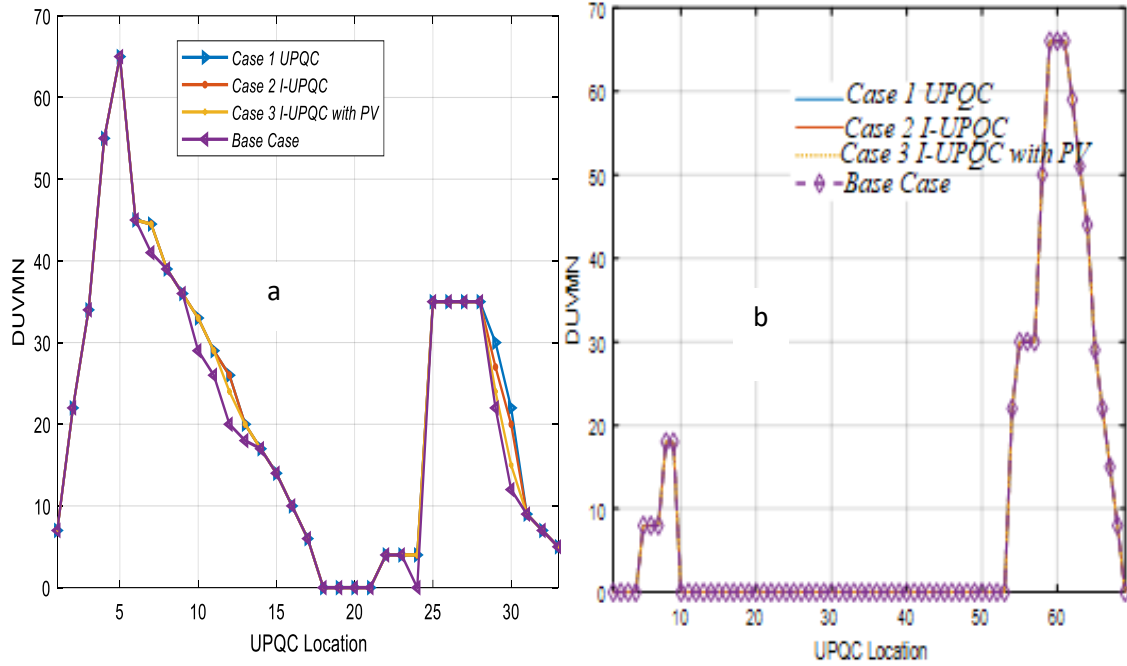 70
60
50
40
30
20
10
0
DUVMN
Case 1 UPQC
Case 2 I-UPQC
Case 3 I-UPQC with PV
Base Case
a
5
10
15
20
25
30
UPQC Location
70
60
50
40
30
20
10
0
DUVMN
Case 1 UPQC
Case 2 I-UPQC
Case 3 I-UPQC with PV
Base Case
b
10
20
30
40
50
60
UPQC Location